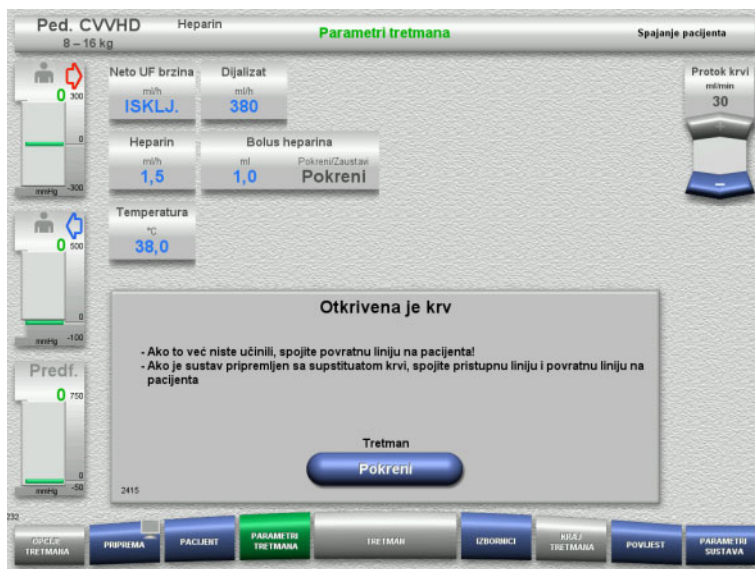 Ped. CVVHD
8 – 16 kg
Heparin
Parametri tretmana
Spajanje pacijenta
0 300
0
mmHg -300
Neto UF brzina
ml/h
ISKLJ.
Dijalizat
ml/h
380
Protok krvi
ml/min
30
+
–
Heparin
ml/h
1,5
Bolus heparina
ml Pokreni/Zaustavi
1,0 Pokreni
Temperatura
°C
38,0
0 500
0
mmHg -100
Predf.
0 750
0
mmHg -50
Otkrivena je krv
- Ako to već niste učinili, spojite povratnu liniju na pacijenta!
- Ako je sustav pripremljen sa supstituatom krvi, spojite pristupnu liniju i povratnu liniju na
pacijenta
Tretman
Pokreni
2415
232
OPCIJE
TRETMANA
PRIPREMA
PACIJENT
PARAMETRI
TRETMANA
TRETMAN
IZBORNICI
KRAJ
TRETMANA
POVIJEST
PARAMETRI
SUSTAVA